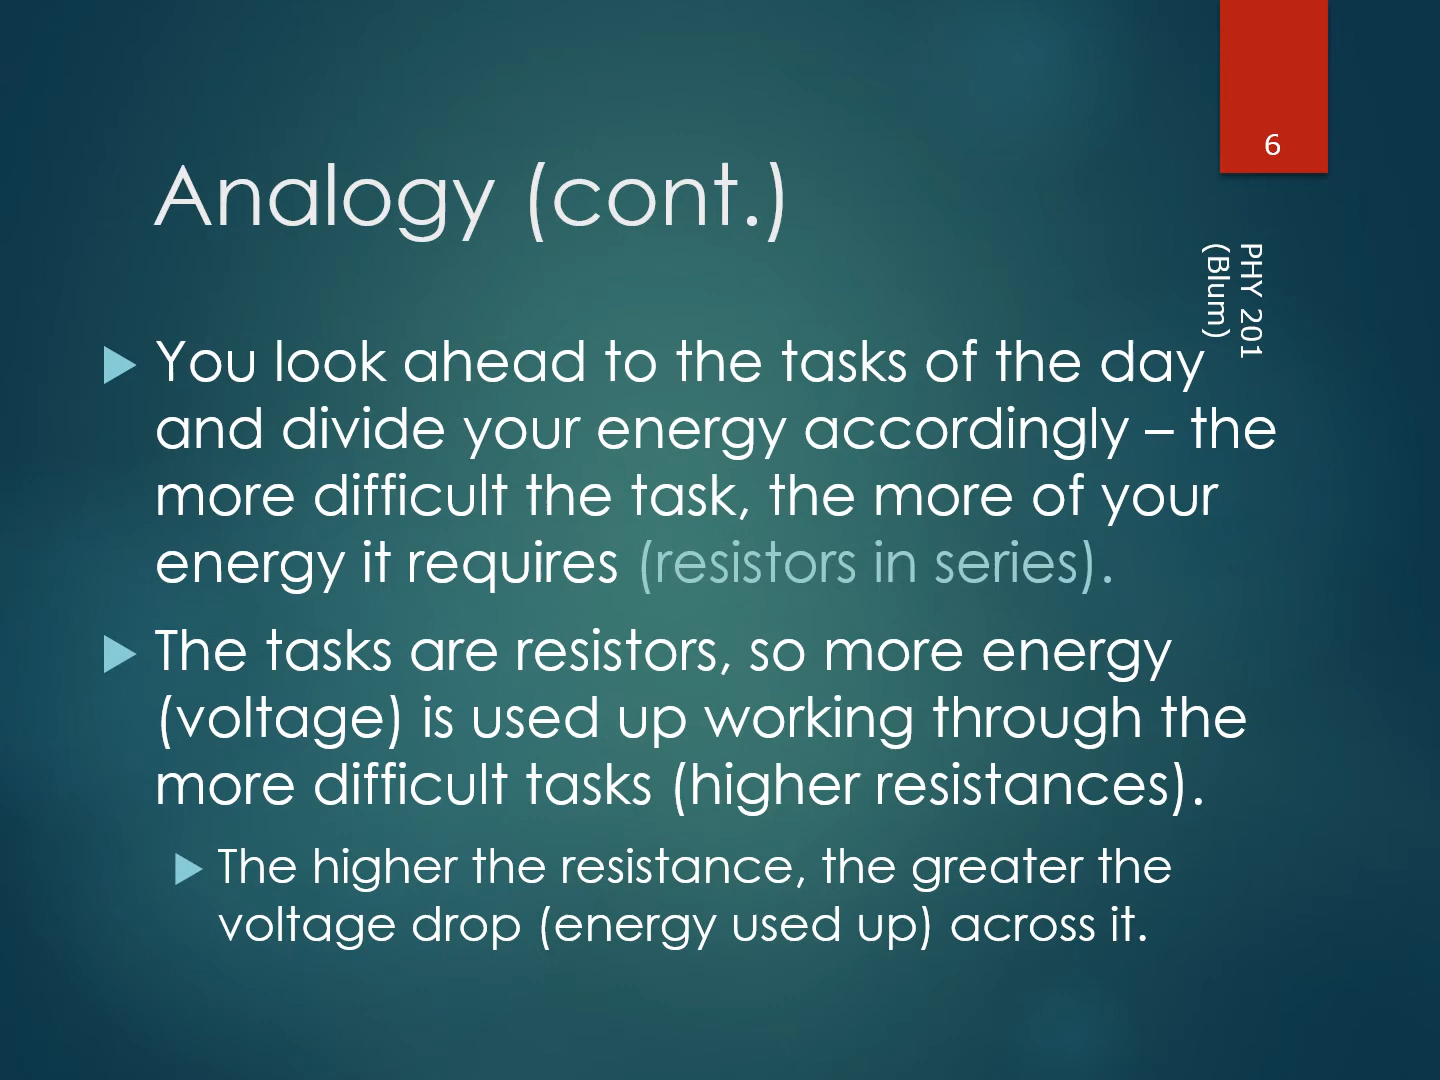 6
Analogy (cont.)
PHY 201
(Blum)
You look ahead to the tasks of the day
and divide your energy accordingly – the
more difficult the task, the more of your
energy it requires (resistors in series).
The tasks are resistors, so more energy
(voltage) is used up working through the
more difficult tasks (higher resistances).
The higher the resistance, the greater the
voltage drop (energy used up) across it.